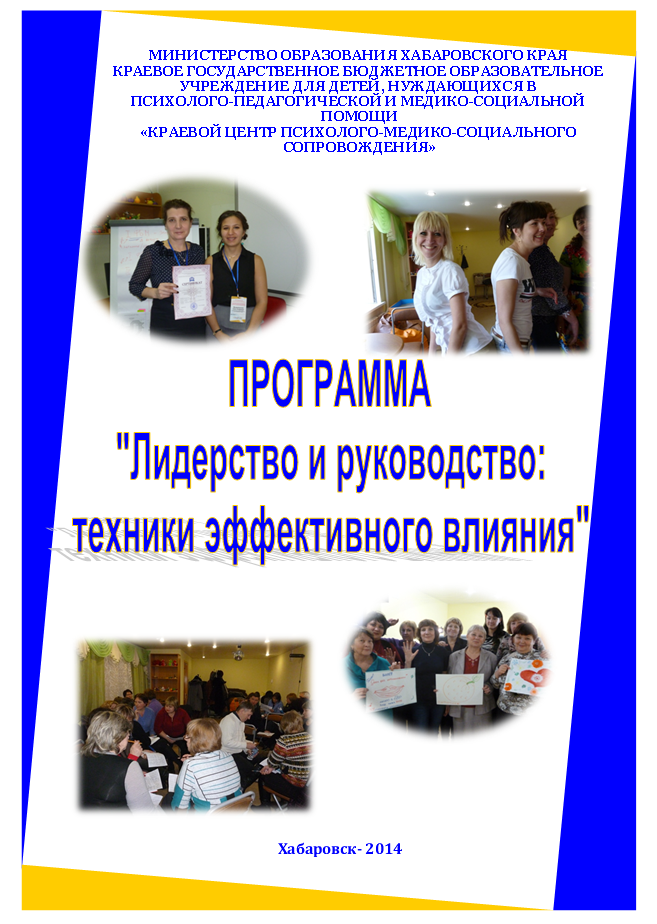 МИНИСТЕРСТВО ОБРАЗОВАНИЯ ХАБАРОВСКОГО КРАЯ
КРАЕВОЕ ГОСУДАРСТВЕННОЕ БЮДЖЕТНОЕ ОБРАЗОВАТЕЛЬНОЕ
УЧРЕЖДЕНИЕ ДЛЯ ДЕТЕЙ, НУЖДАЮЩИХСЯ В
ПСИХОЛОГО-ПЕДАГОГИЧЕСКОЙ И МЕДИКО-СОЦИАЛЬНОЙ
ПОМОЩИ
«КРАЕВОЙ ЦЕНТР ПСИХОЛОГО-МЕДИКО-СОЦИАЛЬНОГО
СОПРОВОЖДЕНИЯ»
ПРОГРАММА
"Лидерство и руководство:
техники эффективного влияния"
Хабаровск- 2014